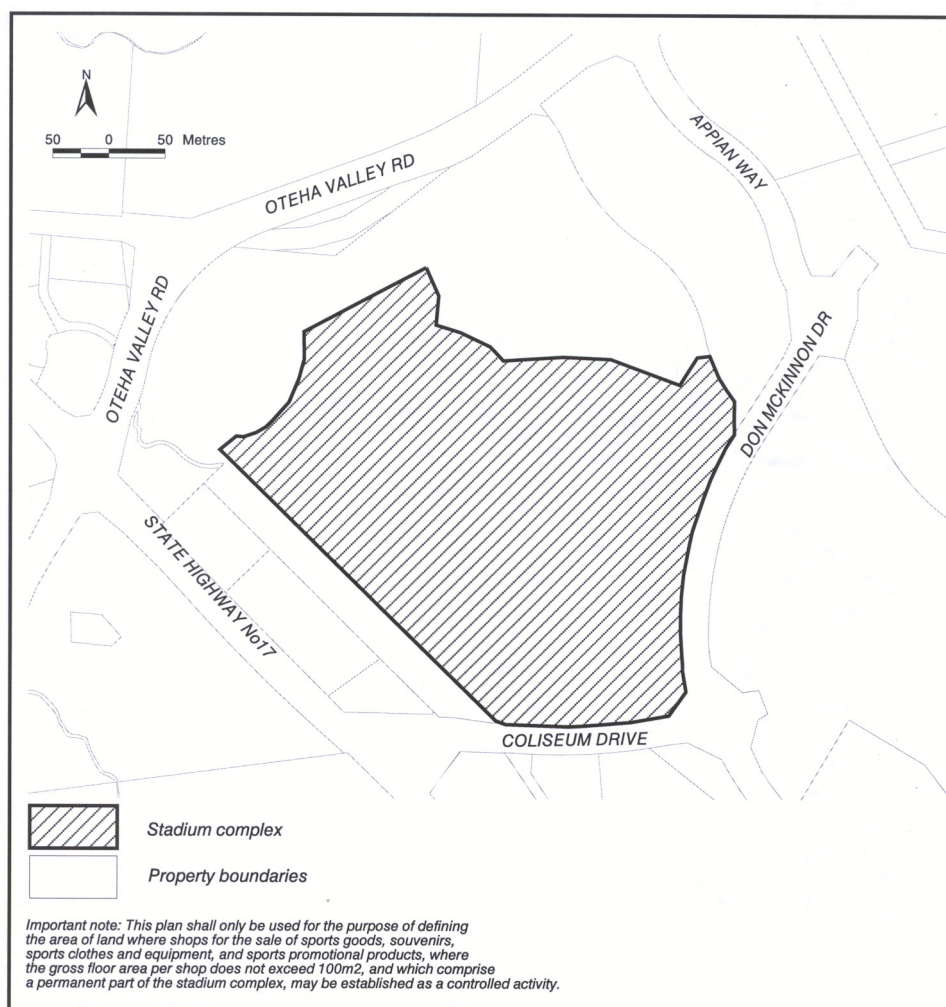 N
50 0 50 Metres
OTEHA VALLEY RD
APPIAN WAY
OTEHA VALLEY RD
DON MCKINNON DR
STATE HIGHWAY No17
COLISEUM DRIVE
Stadium complex
Property boundaries
Important note: This plan shall only be used for the purpose of defining
the area of land where shops for the sale of sports goods, souvenirs,
sports clothes and equipment, and sports promotional products, where
the gross floor area per shop does not exceed 100m2, and which comprise
a permanent part of the stadium complex, may be established as a controlled activity.